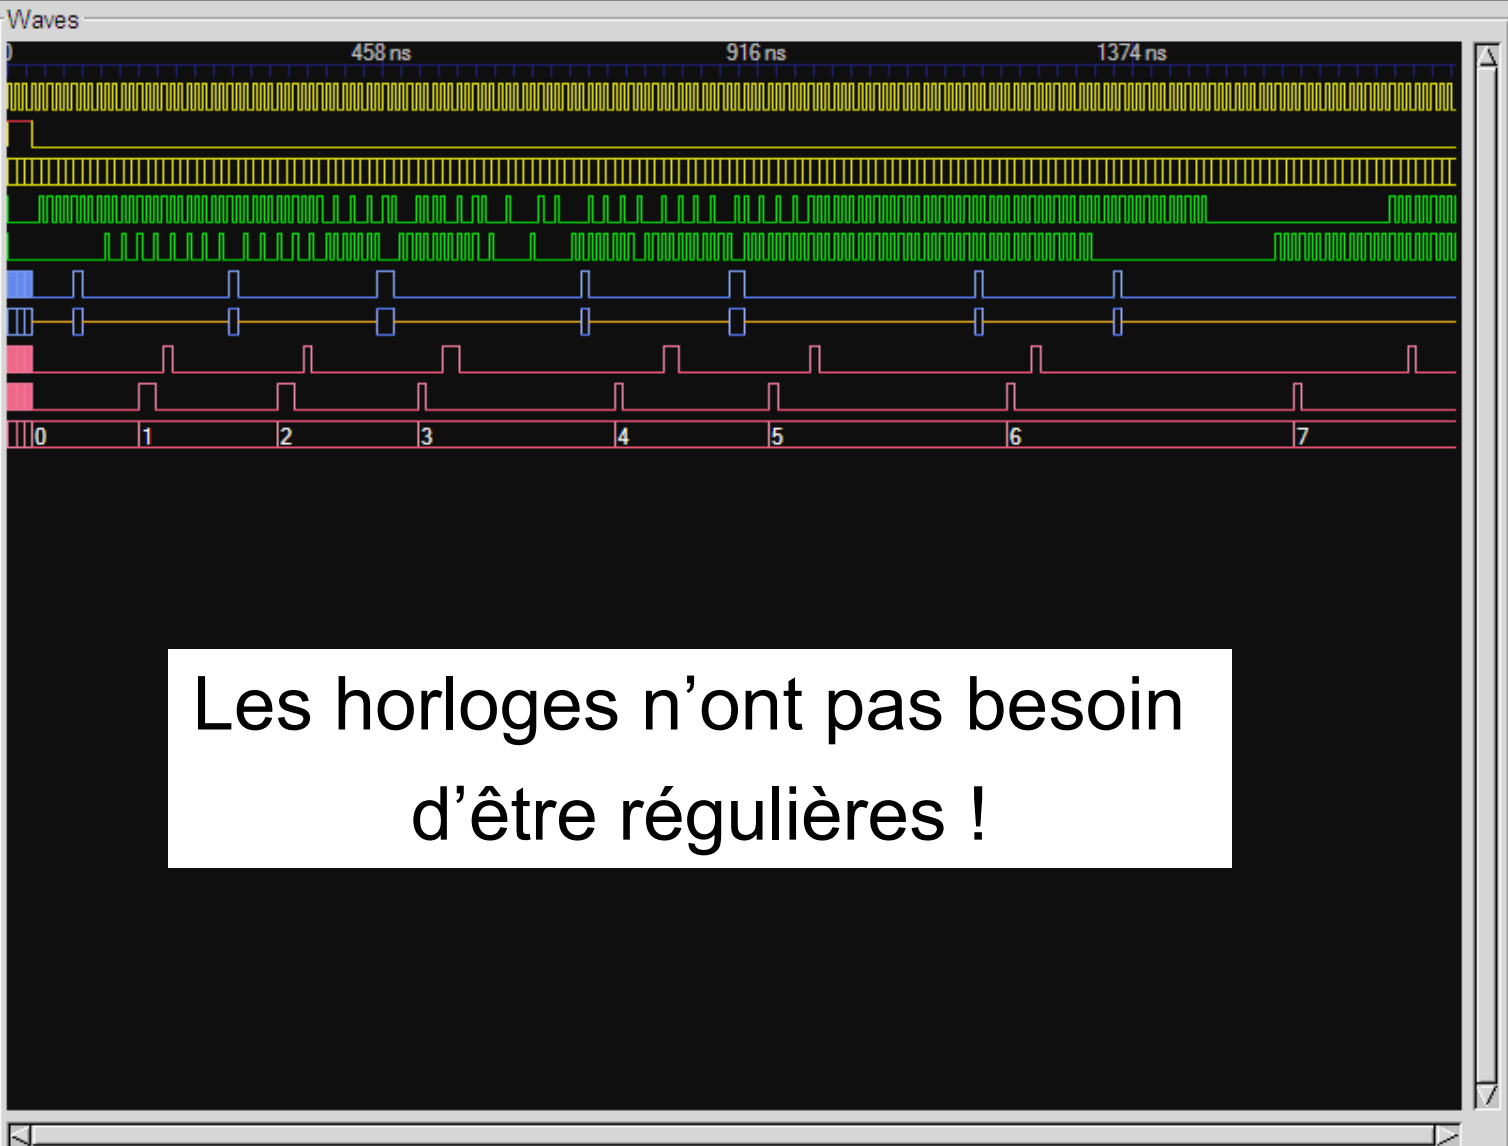 Waves
0 458 ns 916 ns 1374 ns
0 1 2 3 4 5 6 7
Les horloges n’ont pas besoin
d’être régulières !